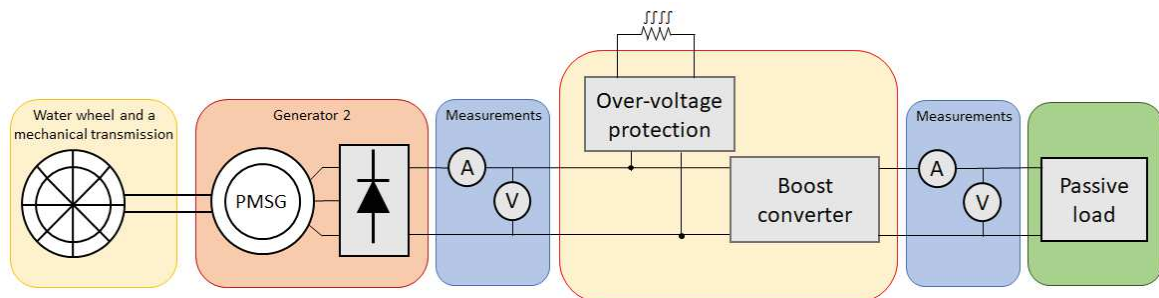 Water wheel and a
mechanical transmission
Generator 2
PMSG
Measurements
A
V
Over-voltage
protection
Boost
converter
Measurements
A
V
Passive
load